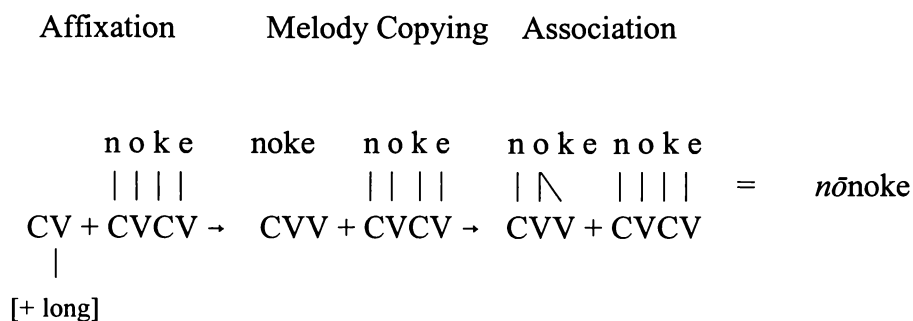 Affixation Melody Copying Association
n o k e noke n o k e n o k e n o k e
CV + CVCV → CVV + CVCV → CVV + CVCV = nōnoke
[+ long]